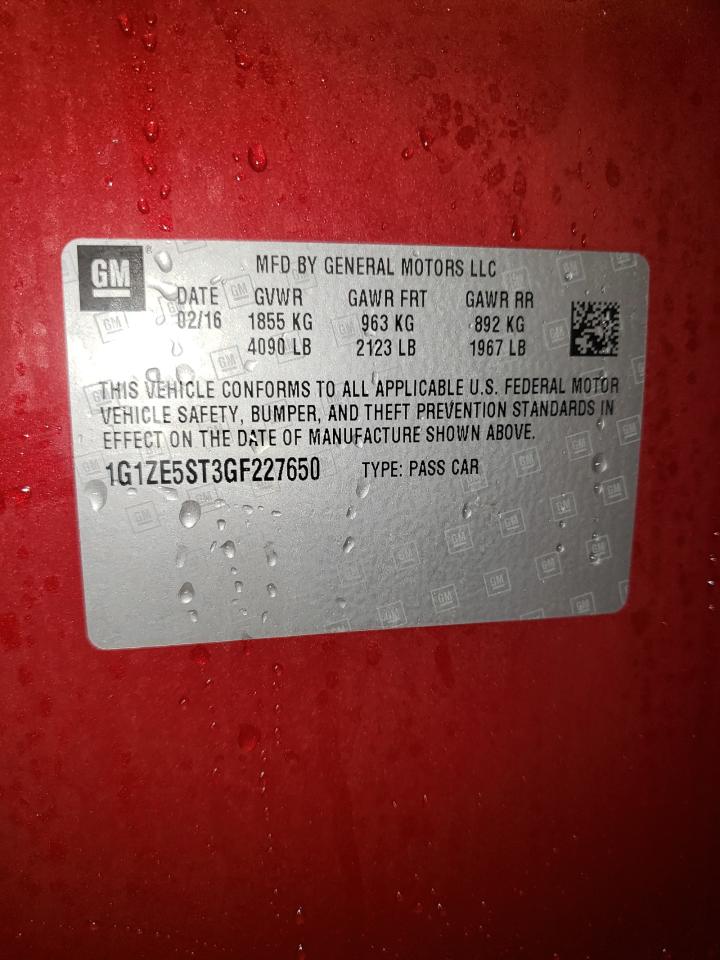 GM
MFD BY GENERAL MOTORS LLC
DATE GVWR GAWR FRT GAWR RR
02/16 1855 KG 963 KG 892 KG
4090 LB 2123 LB 1967 LB
THIS VEHICLE CONFORMS TO ALL APPLICABLE U.S. FEDERAL MOTOR
VEHICLE SAFETY, BUMPER, AND THEFT PREVENTION STANDARDS IN
EFFECT ON THE DATE OF MANUFACTURE SHOWN ABOVE.
1G1ZE5ST3GF227650 TYPE: PASS CAR